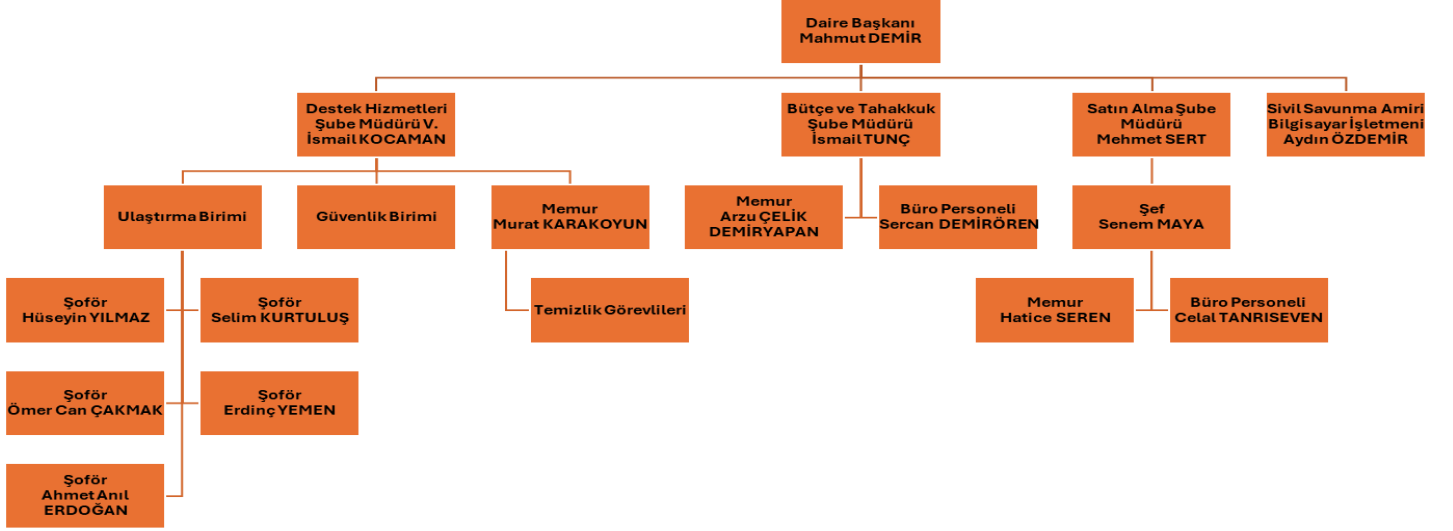 Daire Başkanı
Mahmut DEMİR
Destek Hizmetleri
Şube Müdürü V.
İsmail KOCAMAN
Bütçe ve Tahakkuk
Şube Müdürü
İsmail TUNÇ
Satın Alma Şube
Müdürü
Mehmet SERT
Sivil Savunma Amiri
Bilgisayar İşletmeni
Aydın ÖZDEMİR
Ulaştırma Birimi
Güvenlik Birimi
Memur
Murat KARAKOYUN
Memur
Arzu ÇELİK
DEMİRYAPAN
Büro Personeli
Sercan DEMİRÖREN
Şef
Senem MAYA
Şoför
Hüseyin YILMAZ
Şoför
Selim KURTULUŞ
Temizlik Görevlileri
Memur
Hatice SEREN
Büro Personeli
Celal TANRISEVEN
Şoför
Ömer Can ÇAKMAK
Şoför
Erdinç YEMEN
Şoför
Ahmet Anıl
ERDOĞAN